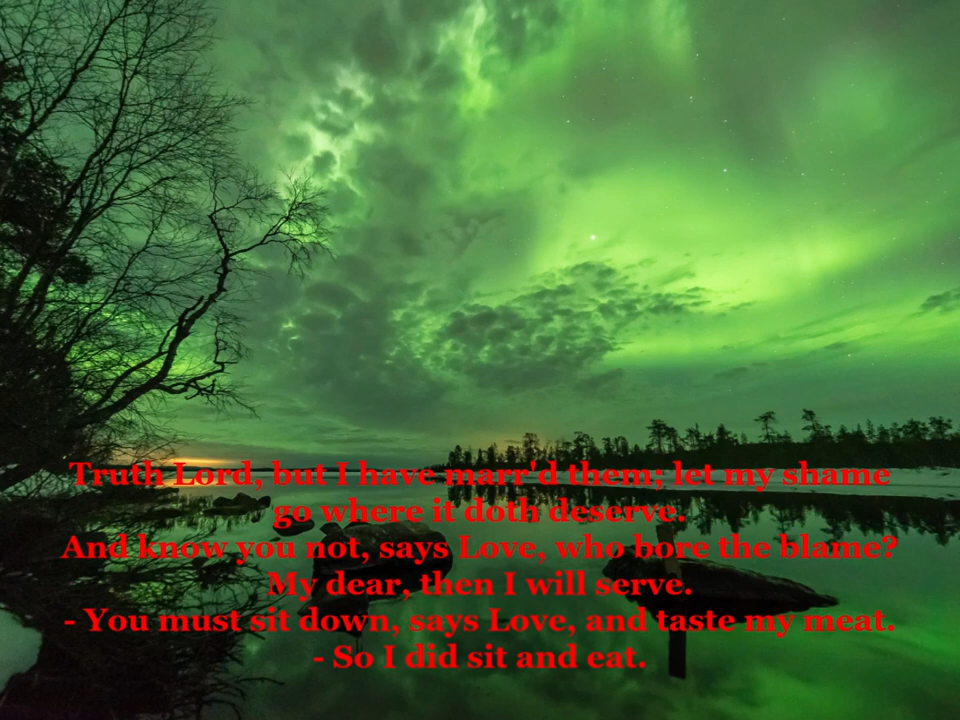 Truth Lord, but I have marr'd them; let my shame
go where it doth deserve.
And know you not, says Love, who bore the blame?
My dear, then I will serve.
- You must sit down, says Love, and taste my meat.
- So I did sit and eat.